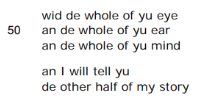 wid de whole of yu eye
50 an de whole of yu ear
an de whole of yu mind
an I will tell yu
de other half of my story